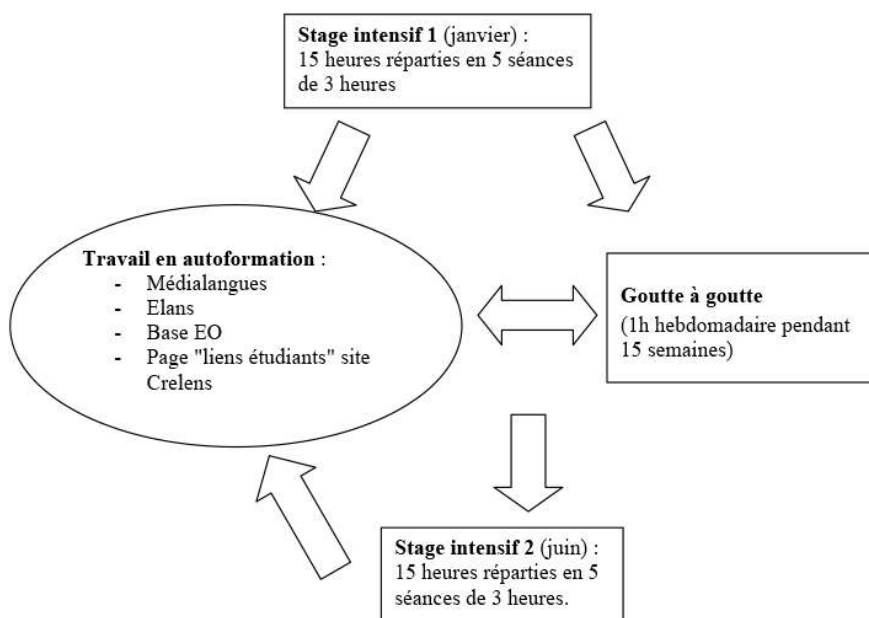 Stage intensif 1 (janvier) :
15 heures réparties en 5 séances
de 3 heures
Travail en autoformation :
- Médialangues
- Elans
- Base EO
- Page "liens étudiants" site
Crelens
Goutte à goutte
(1h hebdomadaire pendant
15 semaines)
Stage intensif 2 (juin) :
15 heures réparties en 5
séances de 3 heures.